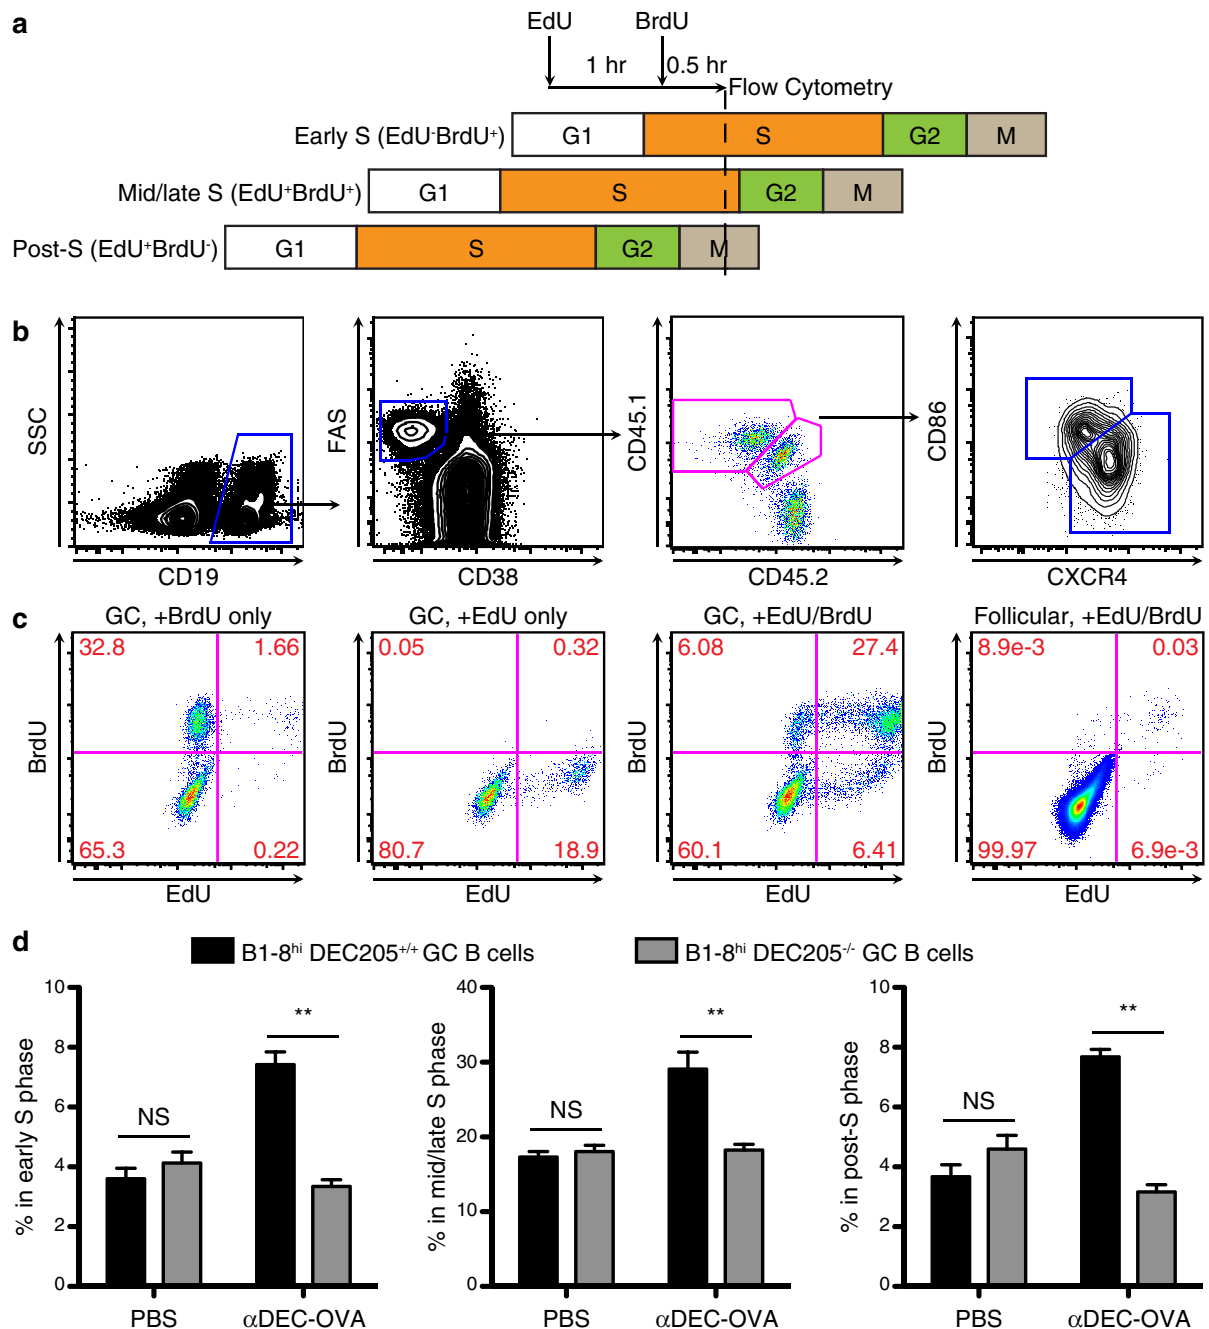 a
EdU BrdU
1 hr 0.5 hr
Flow Cytometry
Early S (EdU⁻BrdU⁺) G1 S G2 M
Mid/late S (EdU⁺BrdU⁺) G1 S G2 M
Post-S (EdU⁺BrdU⁻) G1 S G2 M
b
SSC
CD19
FAS
CD38
CD45.1
CD45.2
CD86
CXCR4
c
GC, +BrdU only
32.8 1.66
BrdU
65.3 0.22
EdU
GC, +EdU only
0.05 0.32
BrdU
80.7 18.9
EdU
GC, +EdU/BrdU
6.08 27.4
BrdU
60.1 6.41
EdU
Follicular, +EdU/BrdU
8.9e-3 0.03
BrdU
99.97 6.9e-3
EdU
d
B1-8ʰⁱ DEC205⁺/⁺ GC B cells
B1-8ʰⁱ DEC205⁻/⁻ GC B cells
% in early S phase
10
8
6
4
2
0
NS
**
PBS αDEC-OVA
% in mid/late S phase
40
30
20
10
0
NS
**
PBS αDEC-OVA
% in post-S phase
10
8
6
4
2
0
NS
**
PBS αDEC-OVA